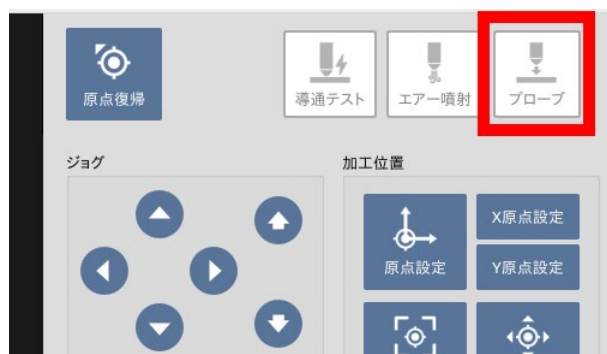 原点復帰
導通テスト
エアー噴射
プローブ
ジョグ
加工位置
原点設定
X原点設定
Y原点設定